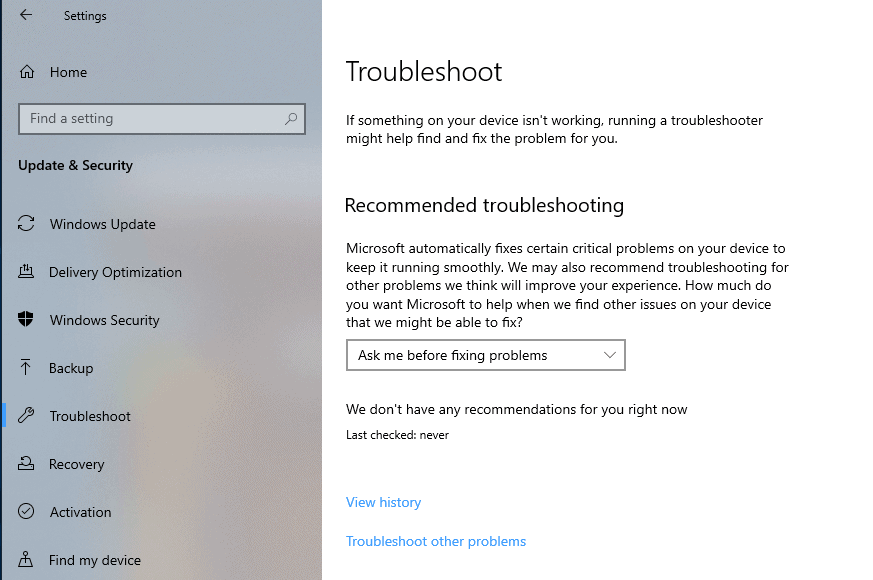 Settings
Home
Find a setting
Update & Security
Windows Update
Delivery Optimization
Windows Security
Backup
Troubleshoot
Recovery
Activation
Find my device
Troubleshoot
If something on your device isn't working, running a troubleshooter
might help find and fix the problem for you.
Recommended troubleshooting
Microsoft automatically fixes certain critical problems on your device to
keep it running smoothly. We may also recommend troubleshooting for
other problems we think will improve your experience. How much do
you want Microsoft to help when we find other issues on your device
that we might be able to fix?
Ask me before fixing problems
We don't have any recommendations for you right now
Last checked: never
View history
Troubleshoot other problems